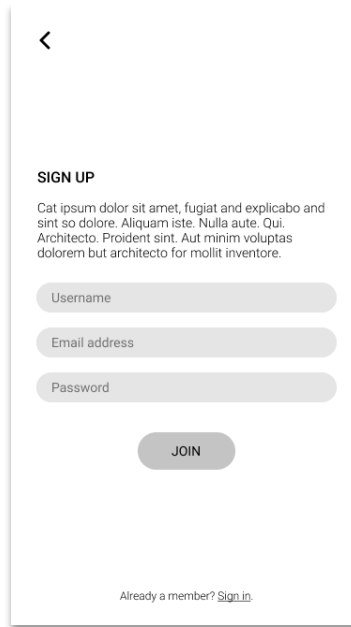 SIGN UP
Cat ipsum dolor sit amet, fugiat and explicabo and
sint so dolore. Aliquam iste. Nulla aute. Qui.
Architecto. Proident sint. Aut minim voluptas
dolorem but architecto for mollit inventore.
Username
Email address
Password
JOIN
Already a member? Sign in.